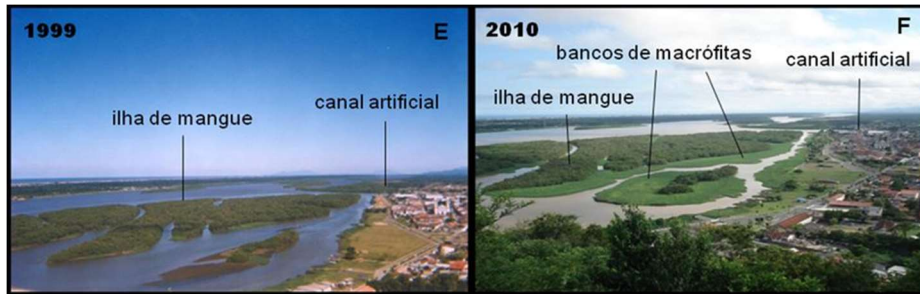 1999
E
ilha de mangue
canal artificial
2010
F
bancos de macrófitas
canal artificial
ilha de mangue